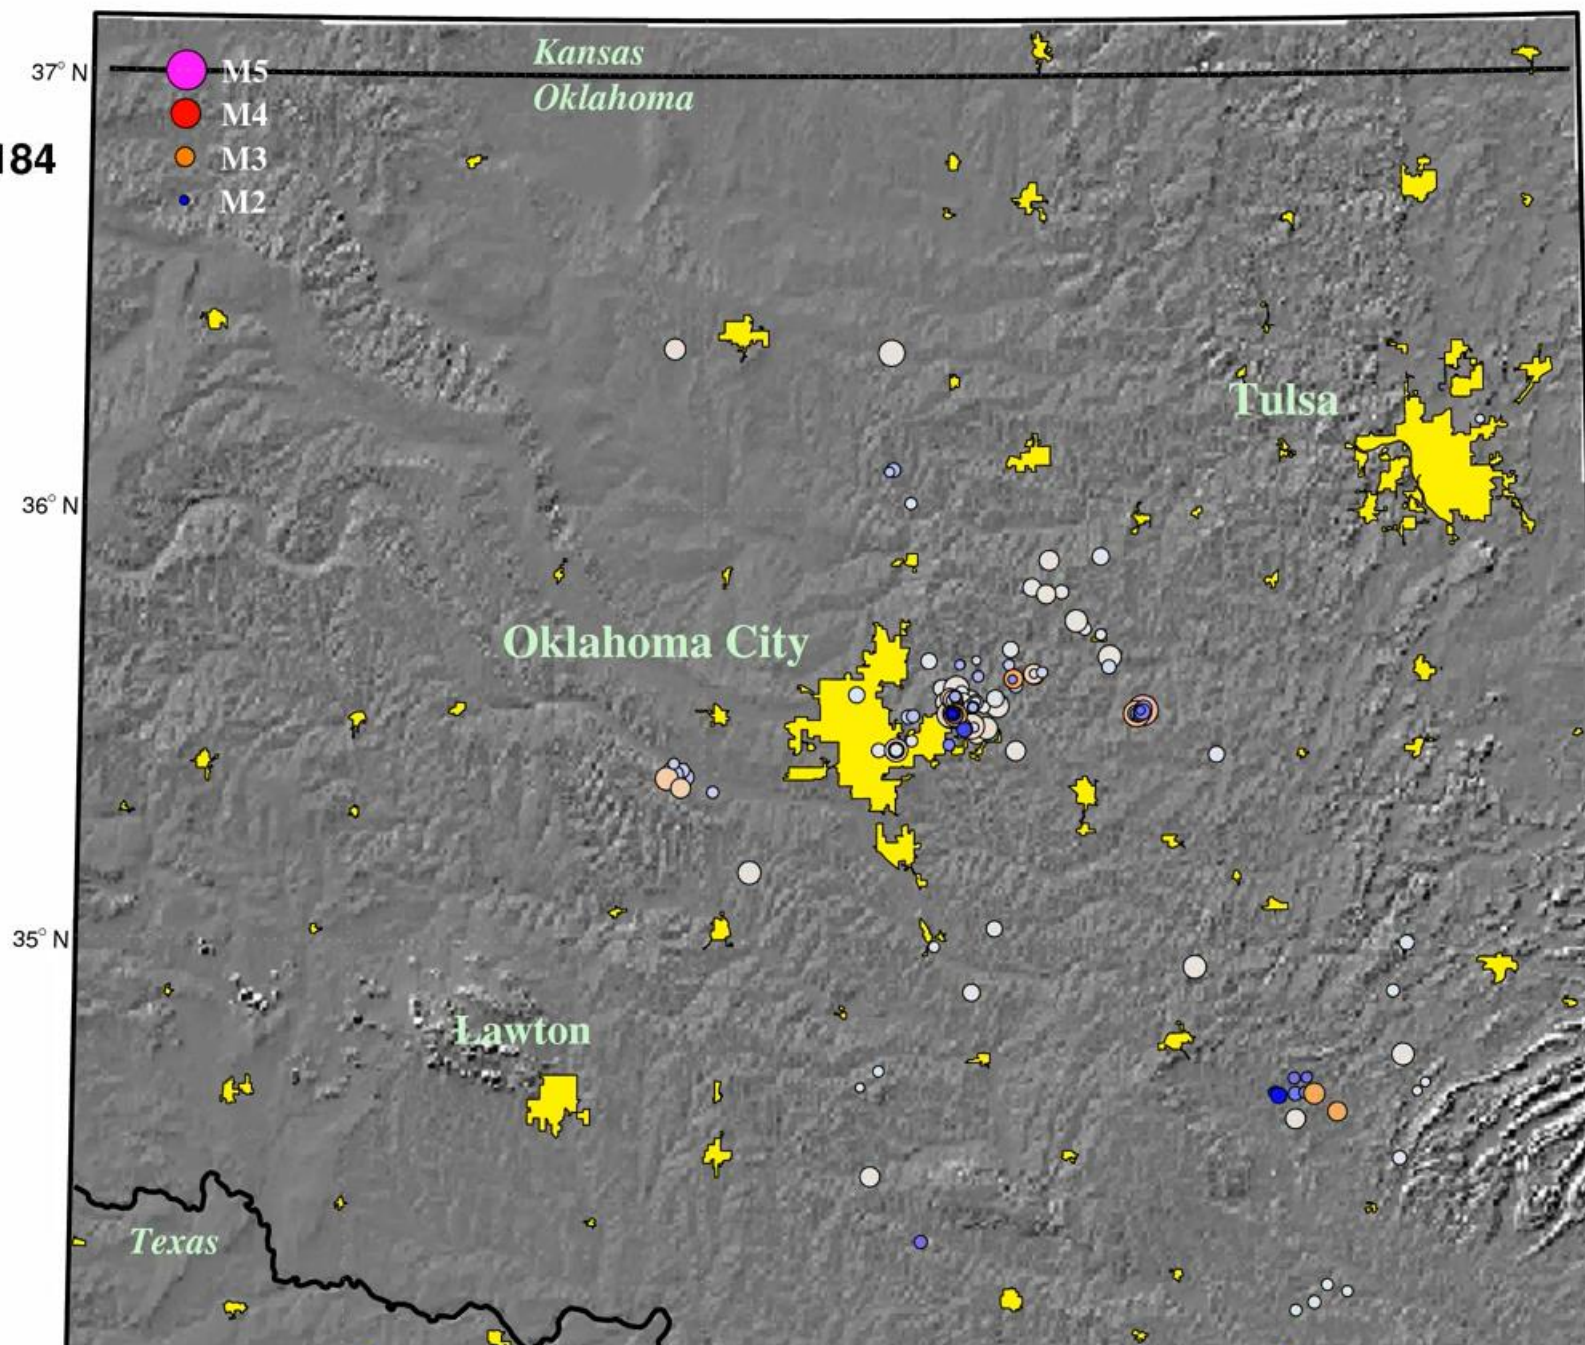 Kansas
37° N
M5
Oklahoma
M4
184
M3
M2
Tulsa
36° N
Oklahoma City
35° N
Lawton
Texas